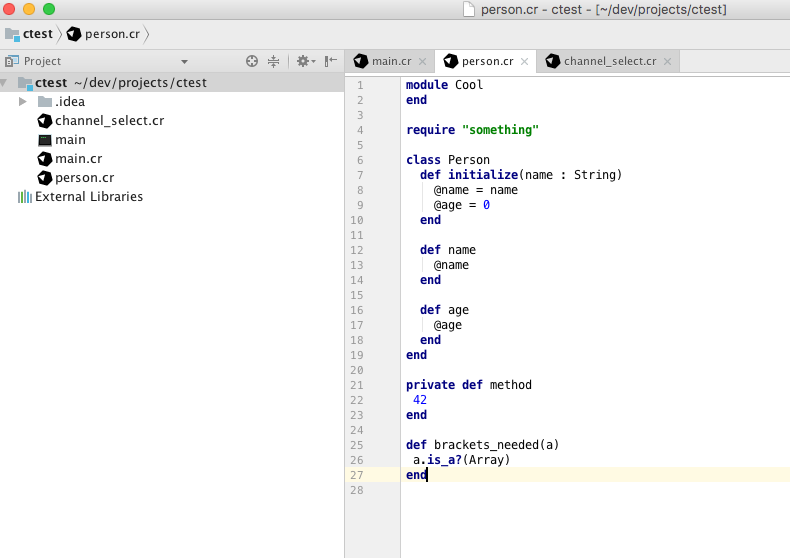 person.cr - ctest - [~/dev/projects/ctest]
ctest person.cr
Project
ctest ~/dev/projects/ctest
.idea
channel_select.cr
main
main.cr
person.cr
External Libraries
main.cr person.cr channel_select.cr
1 module Cool
2 end
3
4 require "something"
5
6 class Person
7   def initialize(name : String)
8     @name = name
9     @age = 0
10   end
11
12   def name
13     @name
14   end
15
16   def age
17     @age
18   end
19 end
20
21 private def method
22  42
23 end
24
25 def brackets_needed(a)
26  a.is_a?(Array)
27 end
28